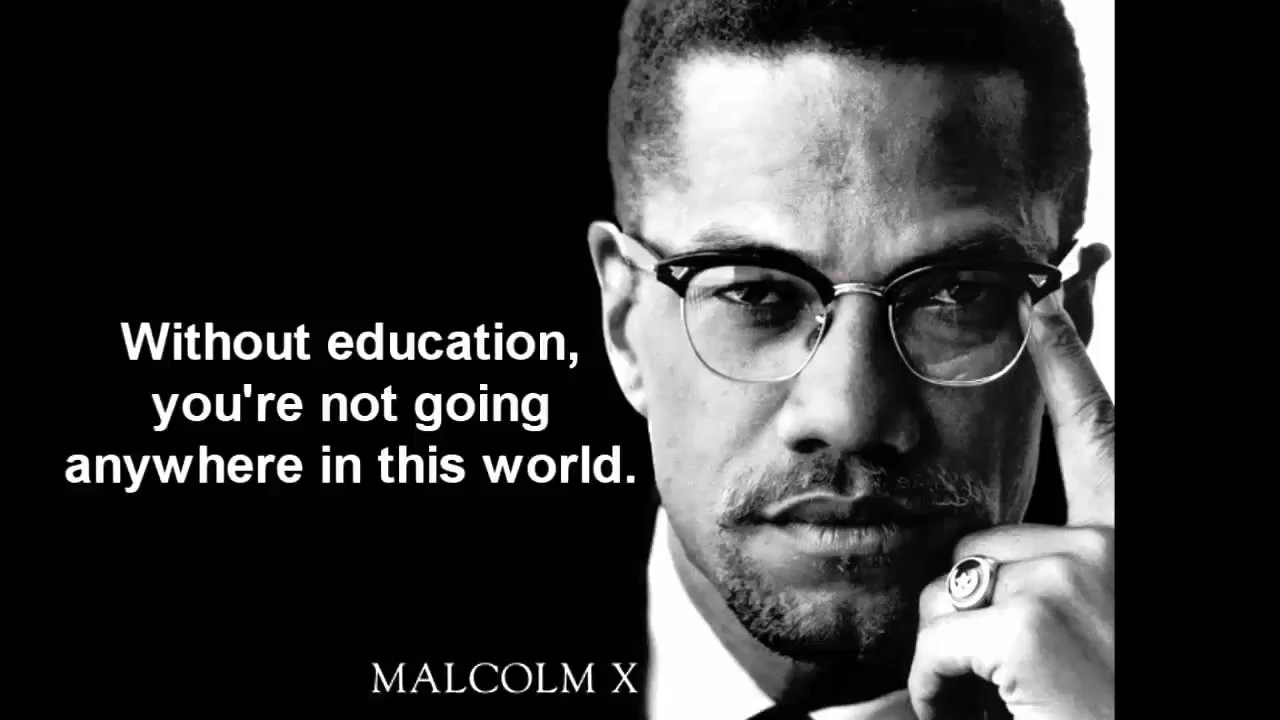 Without education,
you're not going
anywhere in this world.
MALCOLM X